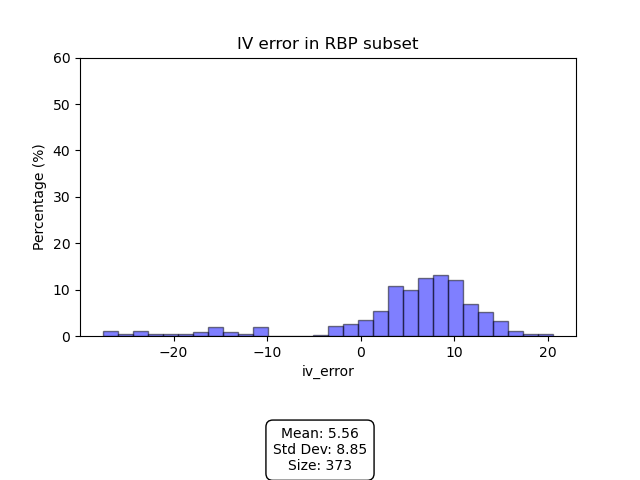 IV error in RBP subset
60
50
40
30
20
10
0
Percentage (%)
−20
−10
0
10
20
iv_error
Mean: 5.56
Std Dev: 8.85
Size: 373